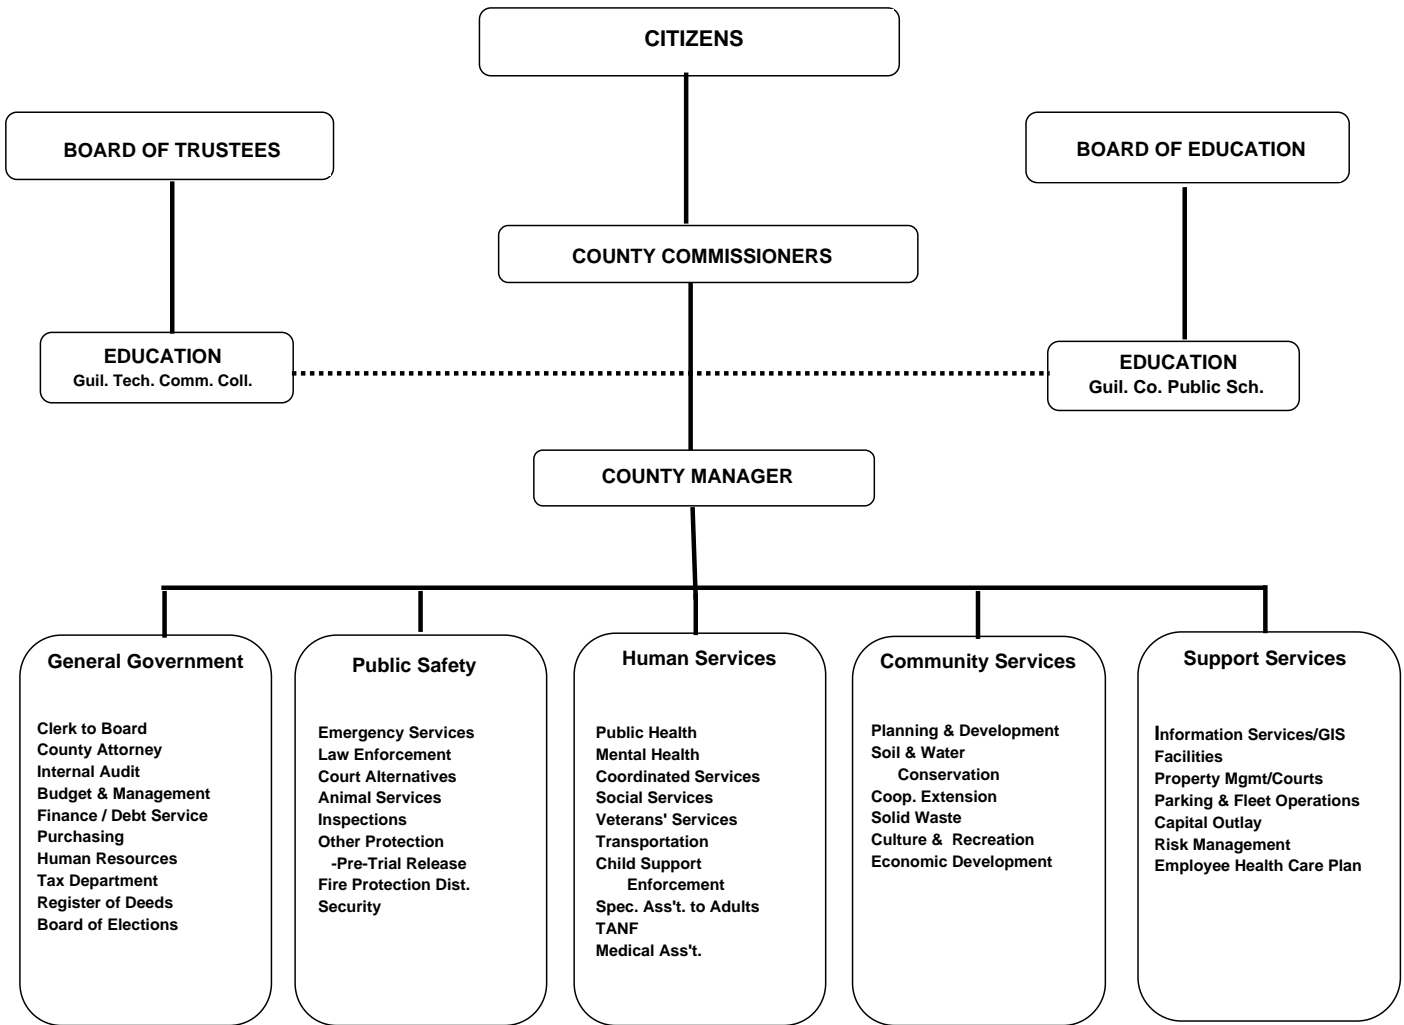 CITIZENS
BOARD OF TRUSTEES
BOARD OF EDUCATION
COUNTY COMMISSIONERS
EDUCATION
Guil. Tech. Comm. Coll.
EDUCATION
Guil. Co. Public Sch.
COUNTY MANAGER
General Government
Clerk to Board
County Attorney
Internal Audit
Budget & Management
Finance / Debt Service
Purchasing
Human Resources
Tax Department
Register of Deeds
Board of Elections
Public Safety
Emergency Services
Law Enforcement
Court Alternatives
Animal Services
Inspections
Other Protection
-Pre-Trial Release
Fire Protection Dist.
Security
Human Services
Public Health
Mental Health
Coordinated Services
Social Services
Veterans' Services
Transportation
Child Support
Enforcement
Spec. Ass't. to Adults
TANF
Medical Ass't.
Community Services
Planning & Development
Soil & Water
Conservation
Coop. Extension
Solid Waste
Culture & Recreation
Economic Development
Support Services
Information Services/GIS
Facilities
Property Mgmt/Courts
Parking & Fleet Operations
Capital Outlay
Risk Management
Employee Health Care Plan